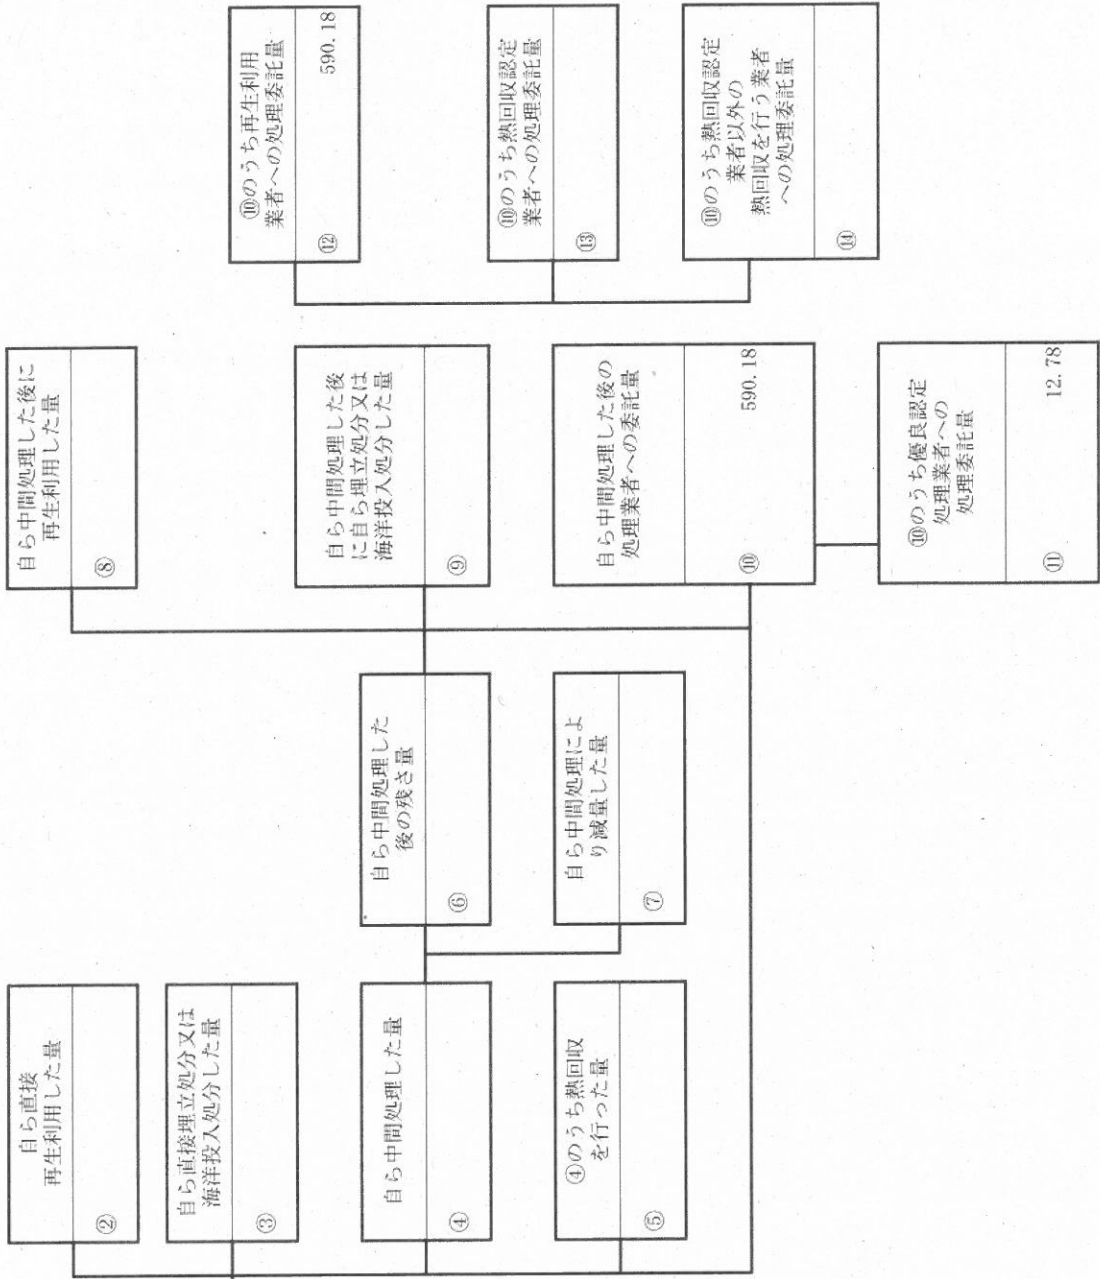 自ら直接
再生利用した量
②
自ら直接埋立処分又は
海洋投入処分した量
③
自ら中間処理した量
④
④のうち熱回収
を行った量
⑤
自ら中間処理した
後の残さ量
⑥
自ら中間処理によ
り減量した量
⑦
自ら中間処理した後に
再生利用した量
⑧
自ら中間処理した後
に自ら埋立処分又は
海洋投入処分した量
⑨
自ら中間処理した後の
処理業者への委託量
⑩ 590.18
⑩のうち優良認定
処理業者への
処理委託量
⑪ 12.78
⑩のうち再生利用
業者への処理委託量
⑫ 590.18
⑩のうち熱回収認定
業者への処理委託量
⑬
⑩のうち熱回収認定
業者以外の
熱回収を行う業者
への処理委託量
⑭